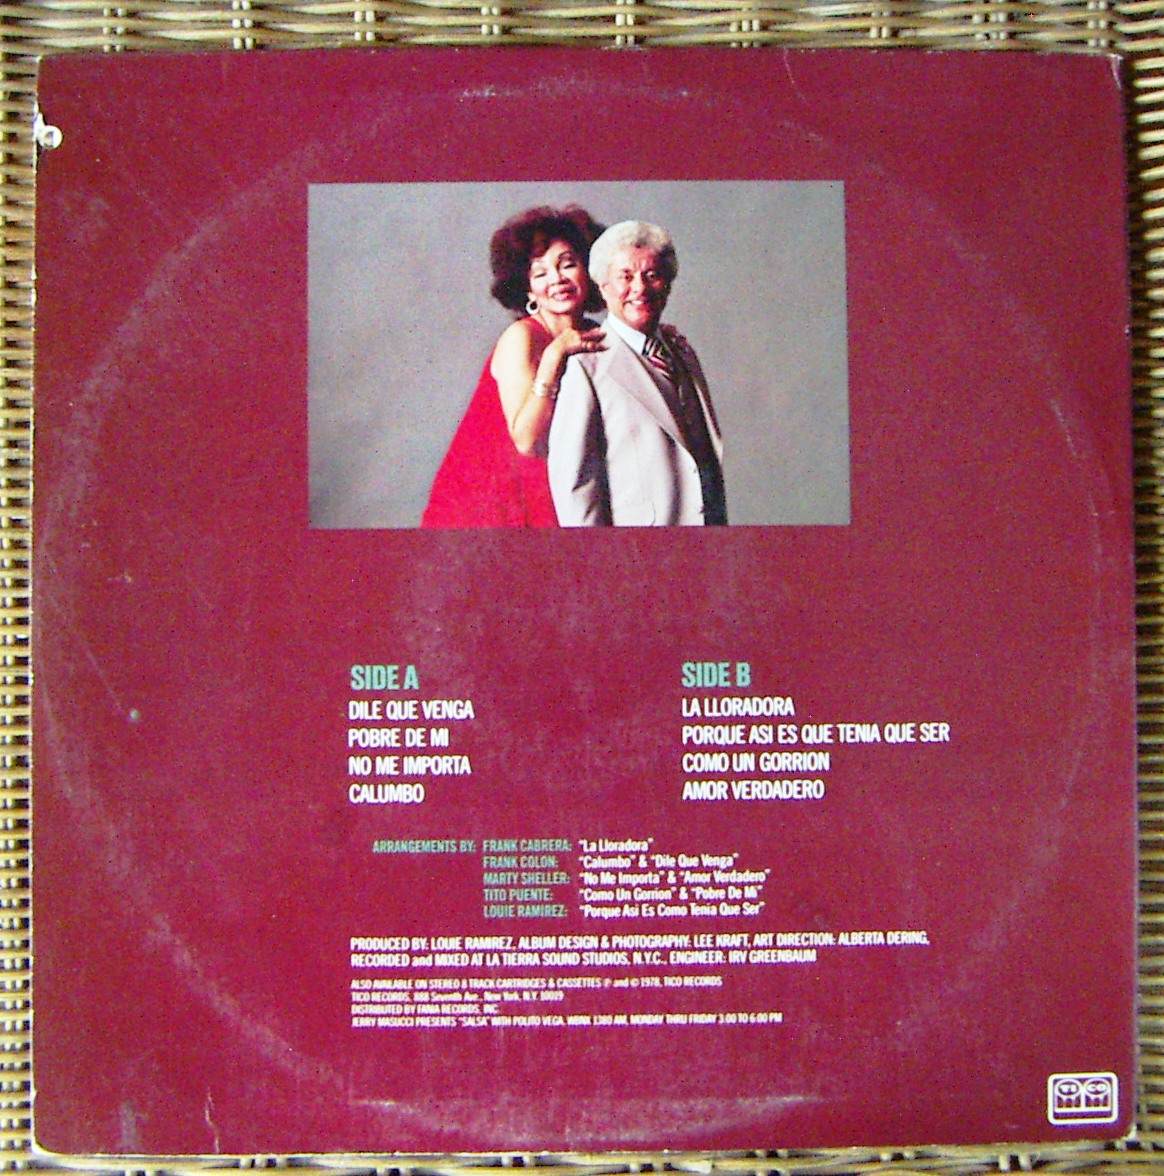 SIDE A
DILE QUE VENGA
POBRE DE MI
NO ME IMPORTA
CALUMBO
SIDE B
LA LLORADORA
PORQUE ASI ES QUE TENIA QUE SER
COMO UN GORRION
AMOR VERDADERO
ARRANGEMENTS BY: FRANK CABRERA: "La Lloradora"
FRANK COLON: "Calumbo" & "Dile Que Venga"
MARTY SHELLER: "No Me Importa" & "Amor Verdadero"
TITO PUENTE: "Como Un Gorrion" & "Pobre De Mi"
LOUIE RAMIREZ: "Porque Asi Es Como Tenia Que Ser"
PRODUCED BY: LOUIE RAMIREZ, ALBUM DESIGN & PHOTOGRAPHY: LEE KRAFT, ART DIRECTION: ALBERTA DERING,
RECORDED and MIXED AT LA TIERRA SOUND STUDIOS, N.Y.C., ENGINEER: IRV GREENBAUM
ALSO AVAILABLE ON STEREO 8 TRACK CARTRIDGES & CASSETTES ℗ and © 1978, TICO RECORDS
TICO RECORDS, 888 Seventh Ave., New York, N.Y. 10019
DISTRIBUTED BY FANIA RECORDS, INC.
JERRY MASUCCI PRESENTS "SALSA" WITH POLITO VEGA, WBNX 1380 AM, MONDAY THRU FRIDAY 3:00 TO 6:00 PM
TICO